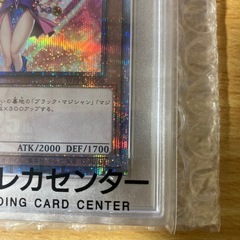 いの墓地の「ブラック・マジシャン」「マジ
×３００アップする。
ATK/2000 DEF/1700
レカセンター
DING CARD CENTER